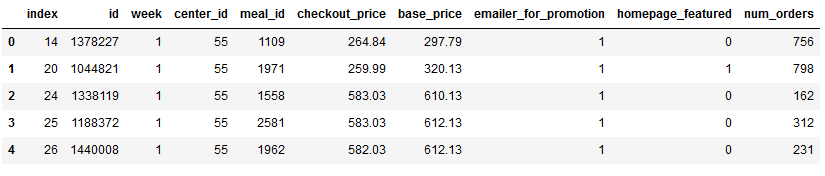 index id week center_id meal_id checkout_price base_price emailer_for_promotion homepage_featured num_orders
0 14 1378227 1 55 1109 264.84 297.79 1 0 756
1 20 1044821 1 55 1971 259.99 320.13 1 1 798
2 24 1338119 1 55 1558 583.03 610.13 1 0 162
3 25 1188372 1 55 2581 583.03 612.13 1 0 312
4 26 1440008 1 55 1962 582.03 612.13 1 0 231